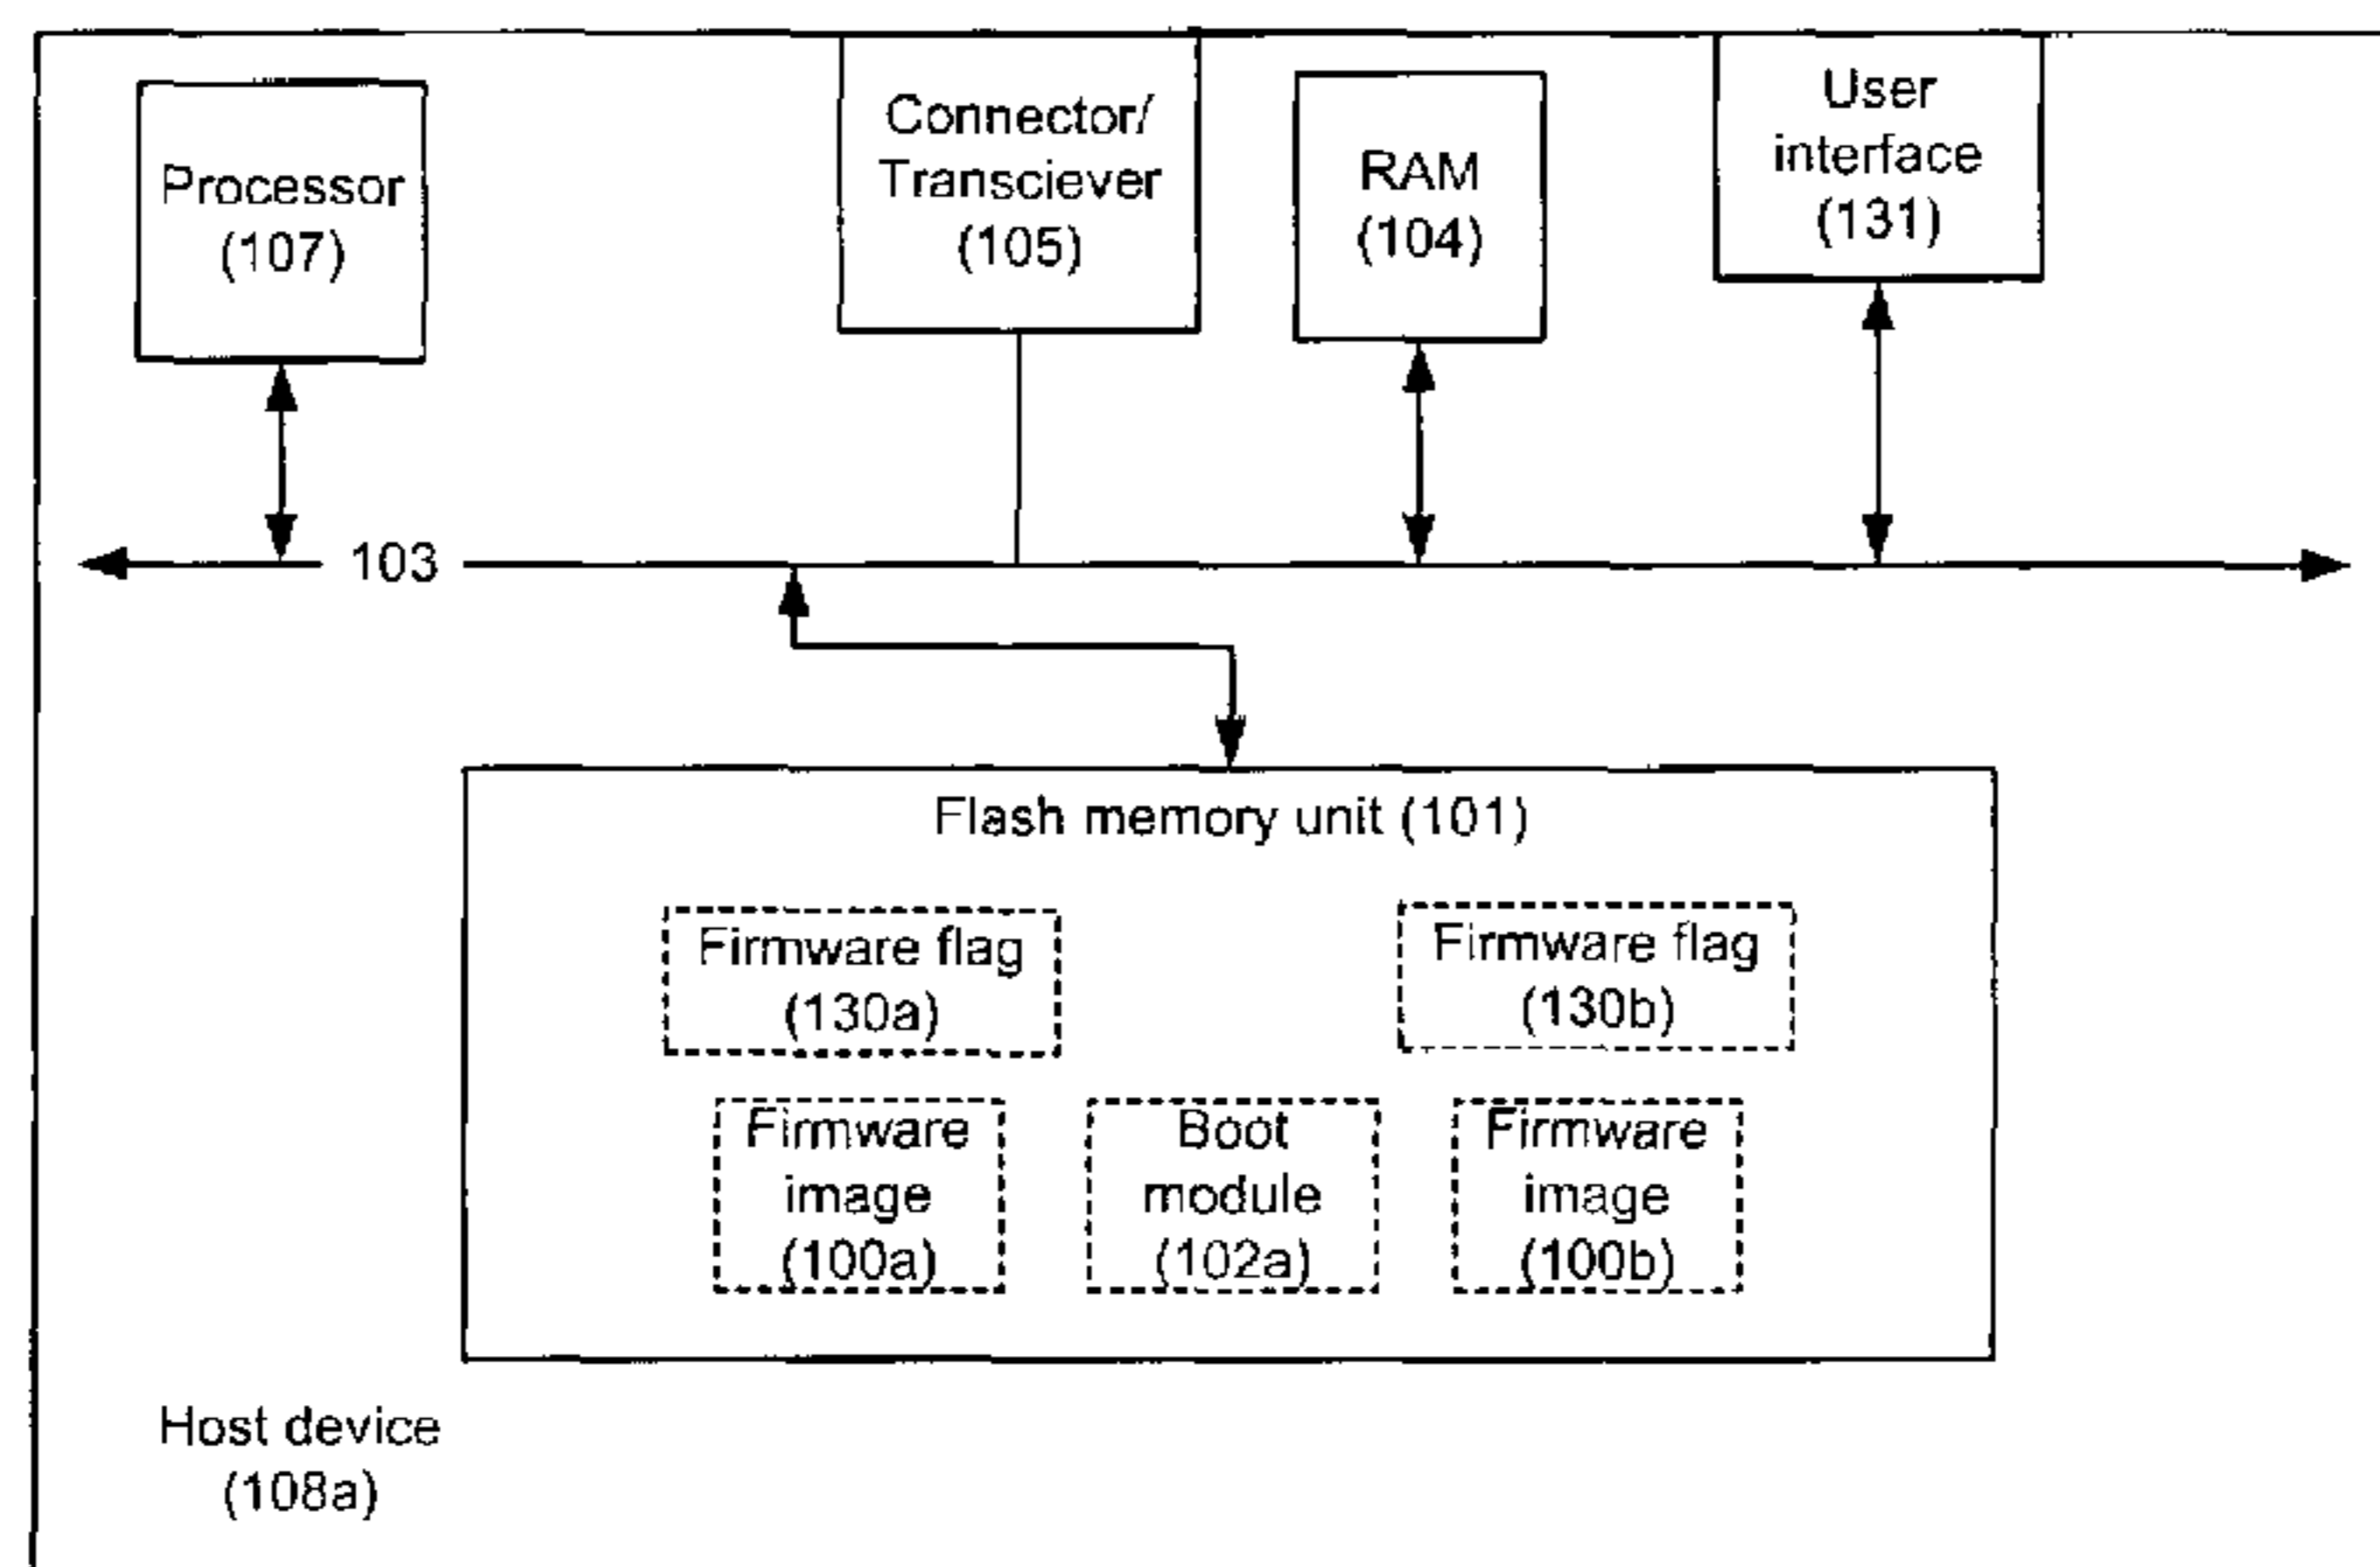 Processor
(107)
Connector/
Transciever
(105)
RAM
(104)
User
interface
(131)
103
Flash memory unit (101)
Firmware flag
(130a)
Firmware flag
(130b)
Firmware
image
(100a)
Boot
module
(102a)
Firmware
image
(100b)
Host device
(108a)